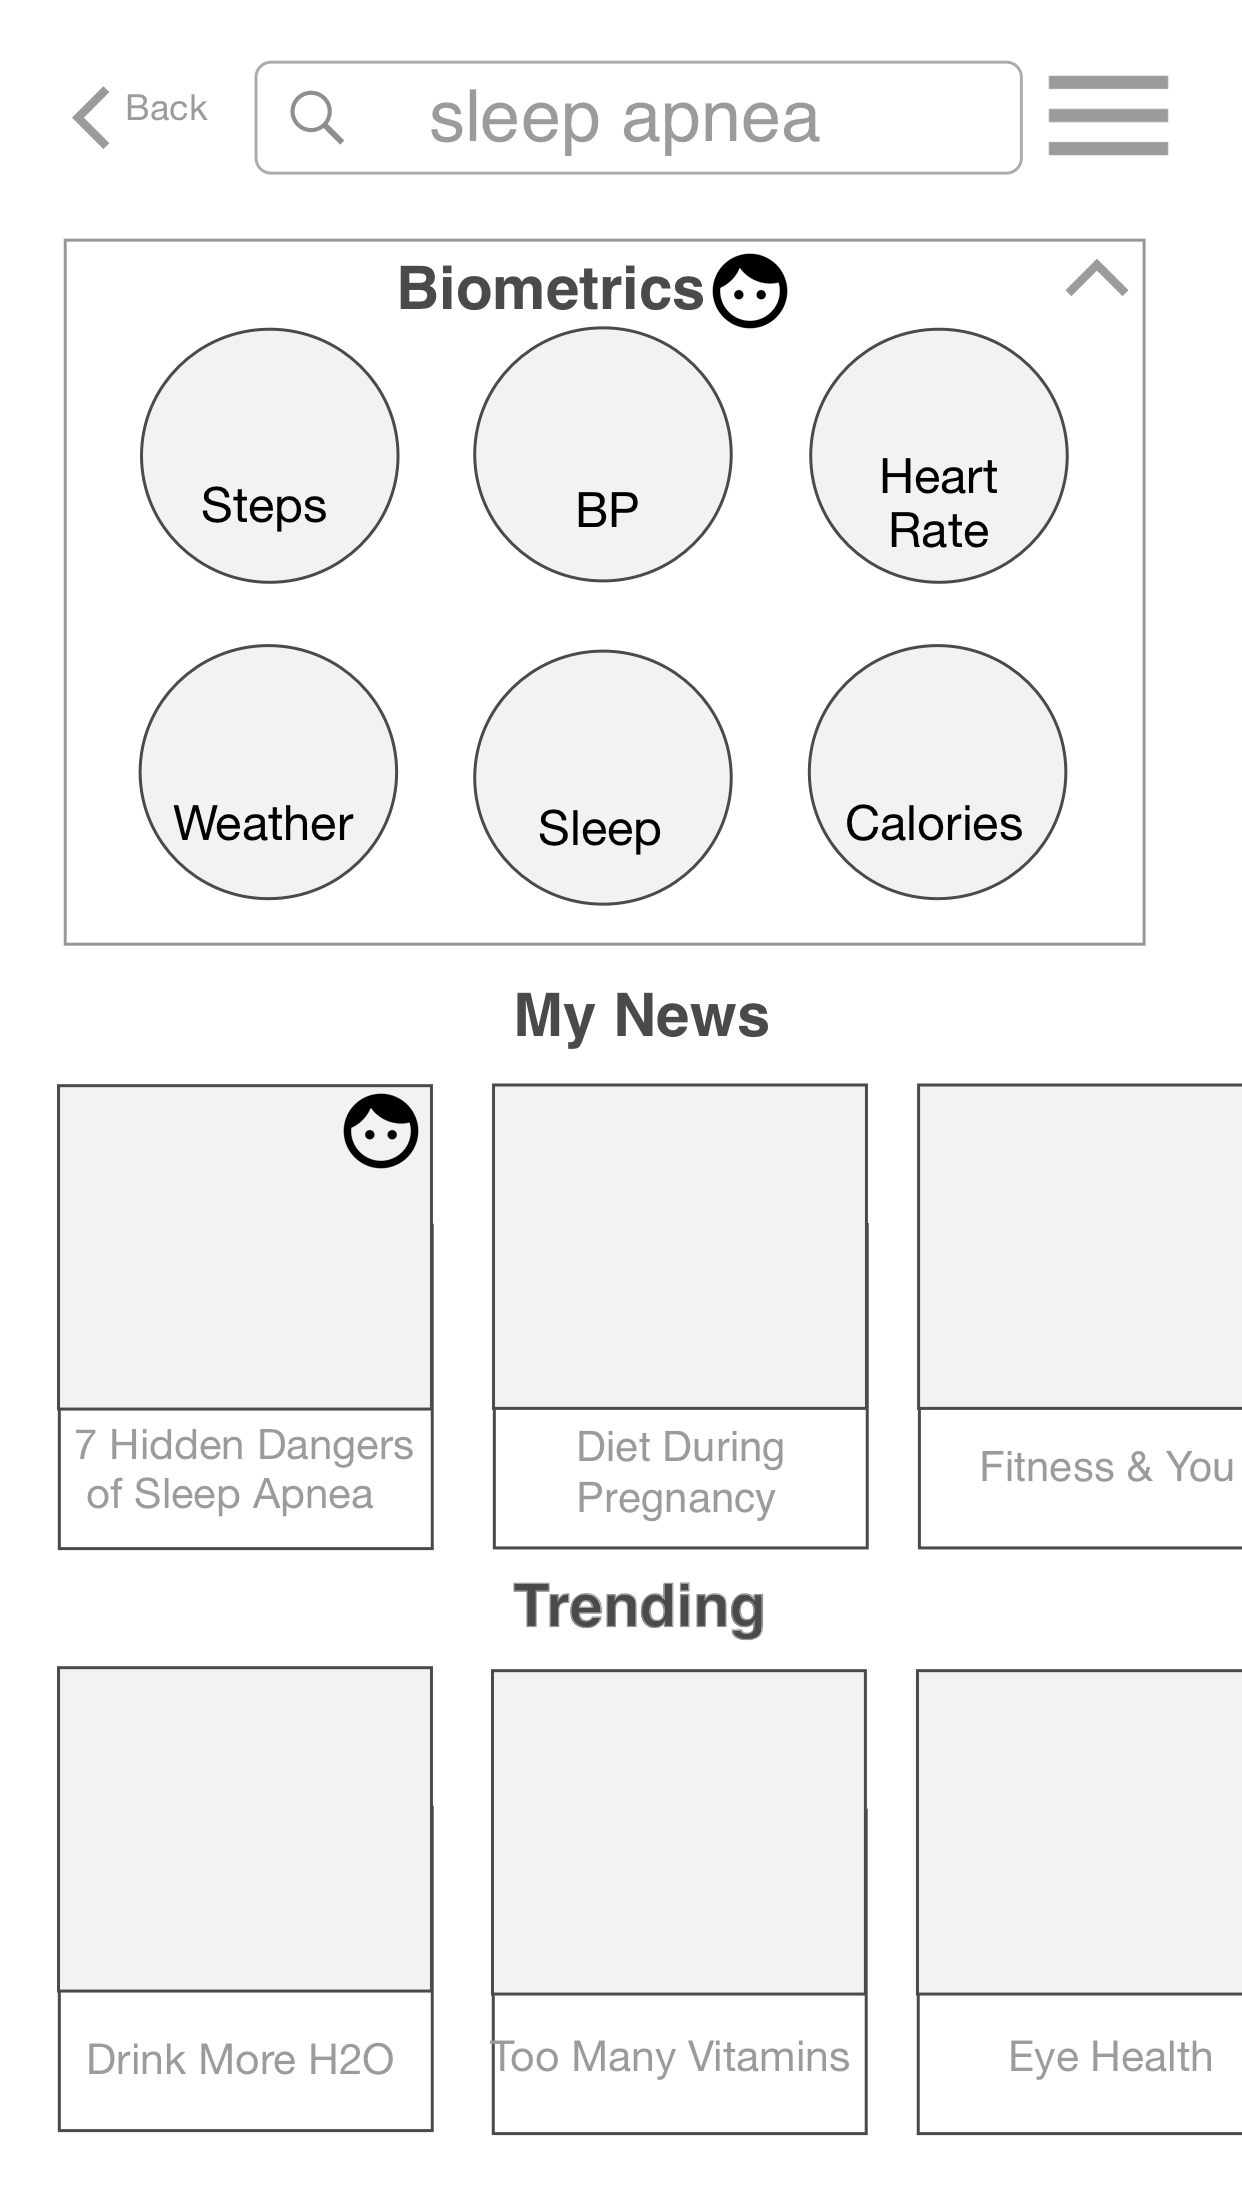 Back
sleep apnea
Biometrics
Steps
BP
Heart
Rate
Weather
Sleep
Calories
My News
7 Hidden Dangers
of Sleep Apnea
Diet During
Pregnancy
Fitness & You
Trending
Drink More H2O
Too Many Vitamins
Eye Health